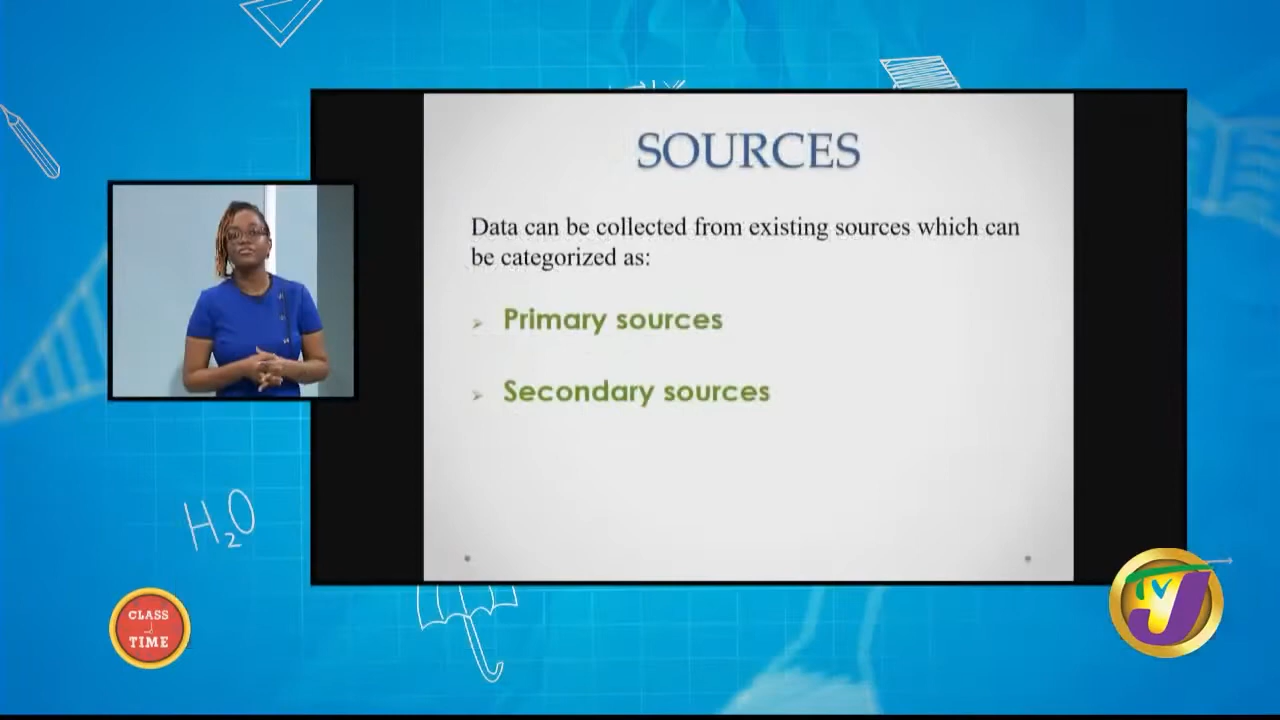 SOURCES
Data can be collected from existing sources which can
be categorized as:
Primary sources
Secondary sources
H₂O
CLASS
TIME
TVJ